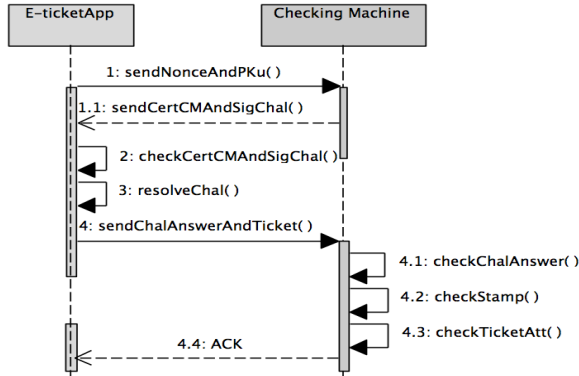 E-ticketApp
Checking Machine
1: sendNonceAndPKu()
1.1: sendCertCMAndSigChal()
2: checkCertCMAndSigChal()
3: resolveChal()
4: sendChalAnswerAndTicket()
4.1: checkChalAnswer()
4.2: checkStamp()
4.3: checkTicketAtt()
4.4: ACK